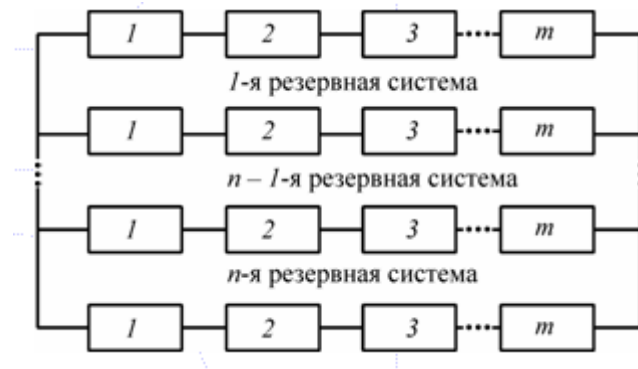 1 2 3 m
1-я резервная система
1 2 3 m
n – 1-я резервная система
1 2 3 m
n-я резервная система
1 2 3 m